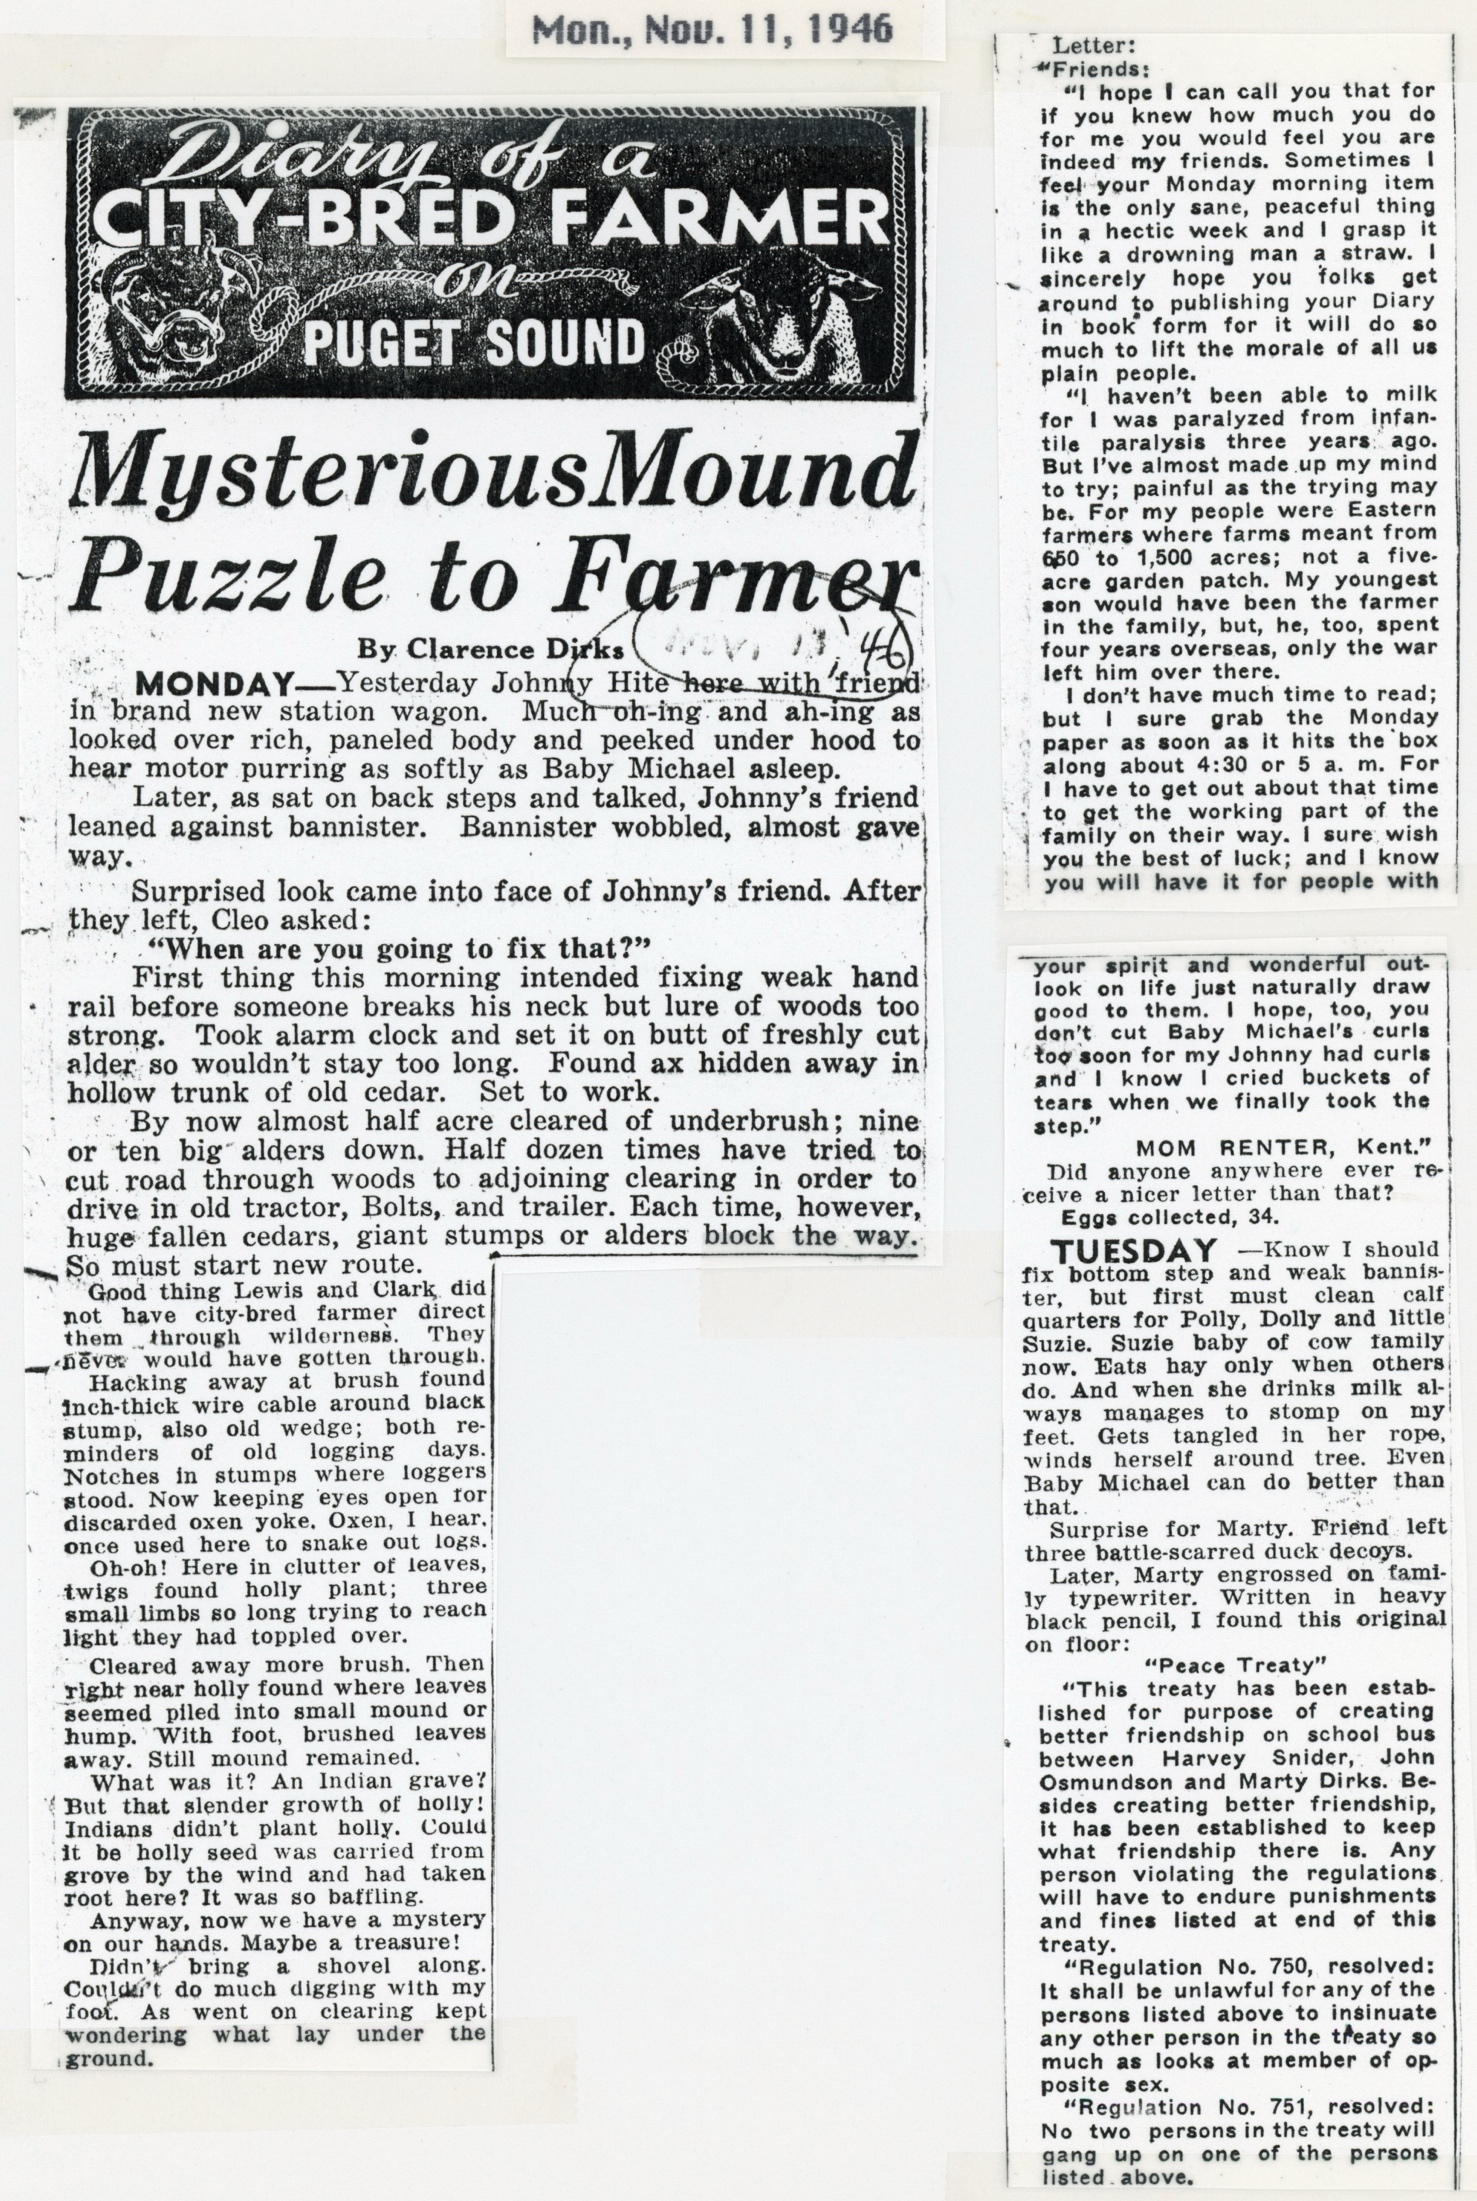 Mon., Nov. 11, 1946
Diary of a
CITY-BRED FARMER
on
PUGET SOUND
Mysterious Mound
Puzzle to Farmer
By Clarence Dirks
'46
MONDAY—Yesterday Johnny Hite here with friend
in brand new station wagon. Much oh-ing and ah-ing as
looked over rich, paneled body and peeked under hood to
hear motor purring as softly as Baby Michael asleep.
Later, as sat on back steps and talked, Johnny's friend
leaned against bannister. Bannister wobbled, almost gave
way.
Surprised look came into face of Johnny's friend. After
they left, Cleo asked:
"When are you going to fix that?"
First thing this morning intended fixing weak hand
rail before someone breaks his neck but lure of woods too
strong. Took alarm clock and set it on butt of freshly cut
alder so wouldn't stay too long. Found ax hidden away in
hollow trunk of old cedar. Set to work.
By now almost half acre cleared of underbrush; nine
or ten big alders down. Half dozen times have tried to
cut road through woods to adjoining clearing in order to
drive in old tractor, Bolts, and trailer. Each time, however,
huge fallen cedars, giant stumps or alders block the way.
So must start new route.
Good thing Lewis and Clark did
not have city-bred farmer direct
them through wilderness. They
never would have gotten through.
Hacking away at brush found
inch-thick wire cable around black
stump, also old wedge; both re-
minders of old logging days.
Notches in stumps where loggers
stood. Now keeping eyes open for
discarded oxen yoke. Oxen, I hear,
once used here to snake out logs.
Oh-oh! Here in clutter of leaves,
twigs found holly plant; three
small limbs so long trying to reach
light they had toppled over.
Cleared away more brush. Then
right near holly found where leaves
seemed piled into small mound or
hump. With foot, brushed leaves
away. Still mound remained.
What was it? An Indian grave?
But that slender growth of holly!
Indians didn't plant holly. Could
it be holly seed was carried from
grove by the wind and had taken
root here? It was so baffling.
Anyway, now we have a mystery
on our hands. Maybe a treasure!
Didn't bring a shovel along.
Couldn't do much digging with my
foot. As went on clearing kept
wondering what lay under the
ground.
Letter:
"Friends:
"I hope I can call you that for
if you knew how much you do
for me you would feel you are
indeed my friends. Sometimes I
feel your Monday morning item
is the only sane, peaceful thing
in a hectic week and I grasp it
like a drowning man a straw. I
sincerely hope you folks get
around to publishing your Diary
in book form for it will do so
much to lift the morale of all us
plain people.
"I haven't been able to milk
for I was paralyzed from infan-
tile paralysis three years ago.
But I've almost made up my mind
to try; painful as the trying may
be. For my people were Eastern
farmers where farms meant from
650 to 1,500 acres; not a five-
acre garden patch. My youngest
son would have been the farmer
in the family, but, he, too, spent
four years overseas, only the war
left him over there.
I don't have much time to read;
but I sure grab the Monday
paper as soon as it hits the box
along about 4:30 or 5 a. m. For
I have to get out about that time
to get the working part of the
family on their way. I sure wish
you the best of luck; and I know
you will have it for people with
your spirit and wonderful out-
look on life just naturally draw
good to them. I hope, too, you
don't cut Baby Michael's curls
too soon for my Johnny had curls
and I know I cried buckets of
tears when we finally took the
step."
MOM RENTER, Kent."
Did anyone anywhere ever re-
ceive a nicer letter than that?
Eggs collected, 34.
TUESDAY —Know I should
fix bottom step and weak bannis-
ter, but first must clean calf
quarters for Polly, Dolly and little
Suzie. Suzie baby of cow family
now. Eats hay only when others
do. And when she drinks milk al-
ways manages to stomp on my
feet. Gets tangled in her rope,
winds herself around tree. Even
Baby Michael can do better than
that.
Surprise for Marty. Friend left
three battle-scarred duck decoys.
Later, Marty engrossed on fami-
ly typewriter. Written in heavy
black pencil, I found this original
on floor:
"Peace Treaty"
"This treaty has been estab-
lished for purpose of creating
better friendship on school bus
between Harvey Snider, John
Osmundson and Marty Dirks. Be-
sides creating better friendship,
it has been established to keep
what friendship there is. Any
person violating the regulations
will have to endure punishments
and fines listed at end of this
treaty.
"Regulation No. 750, resolved:
It shall be unlawful for any of the
persons listed above to insinuate
any other person in the treaty so
much as looks at member of op-
posite sex.
"Regulation No. 751, resolved:
No two persons in the treaty will
gang up on one of the persons
listed above.